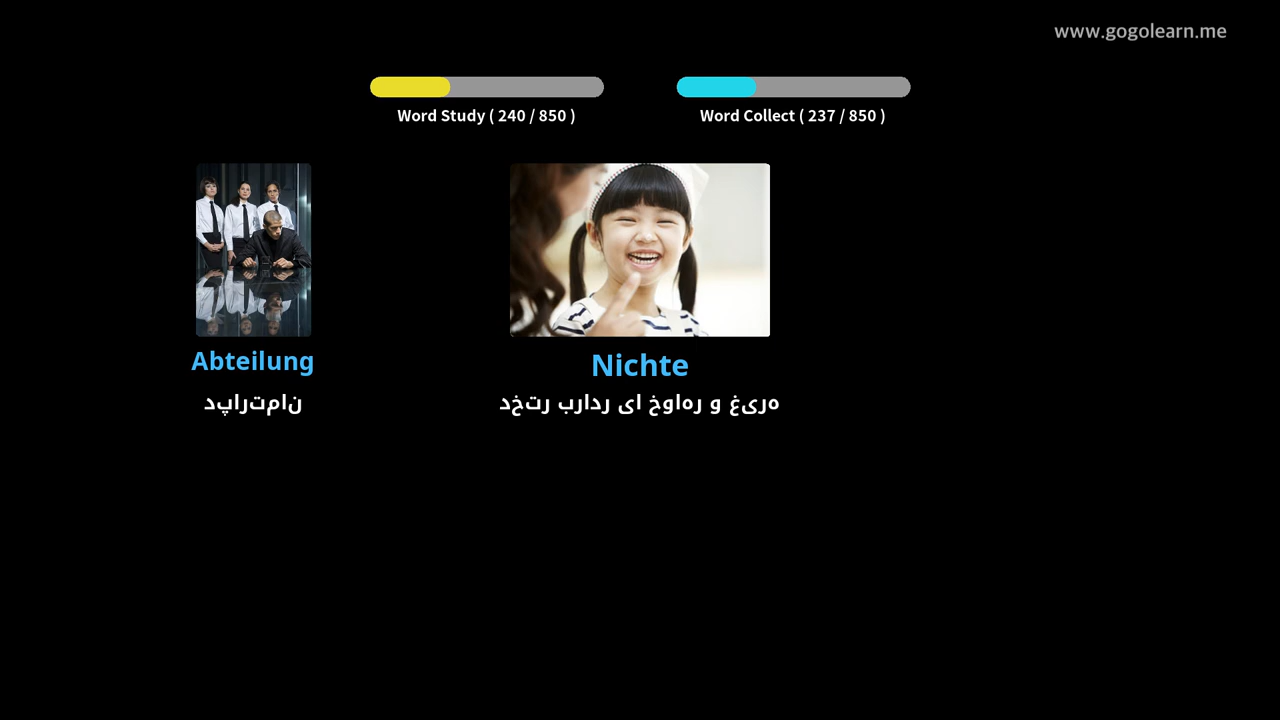 www.gogolearn.me
Word Study ( 240 / 850 )
Word Collect ( 237 / 850 )
Abteilung
نامتراپد
Nichte
هریغ و رهاوخ ای ردارب رتخد